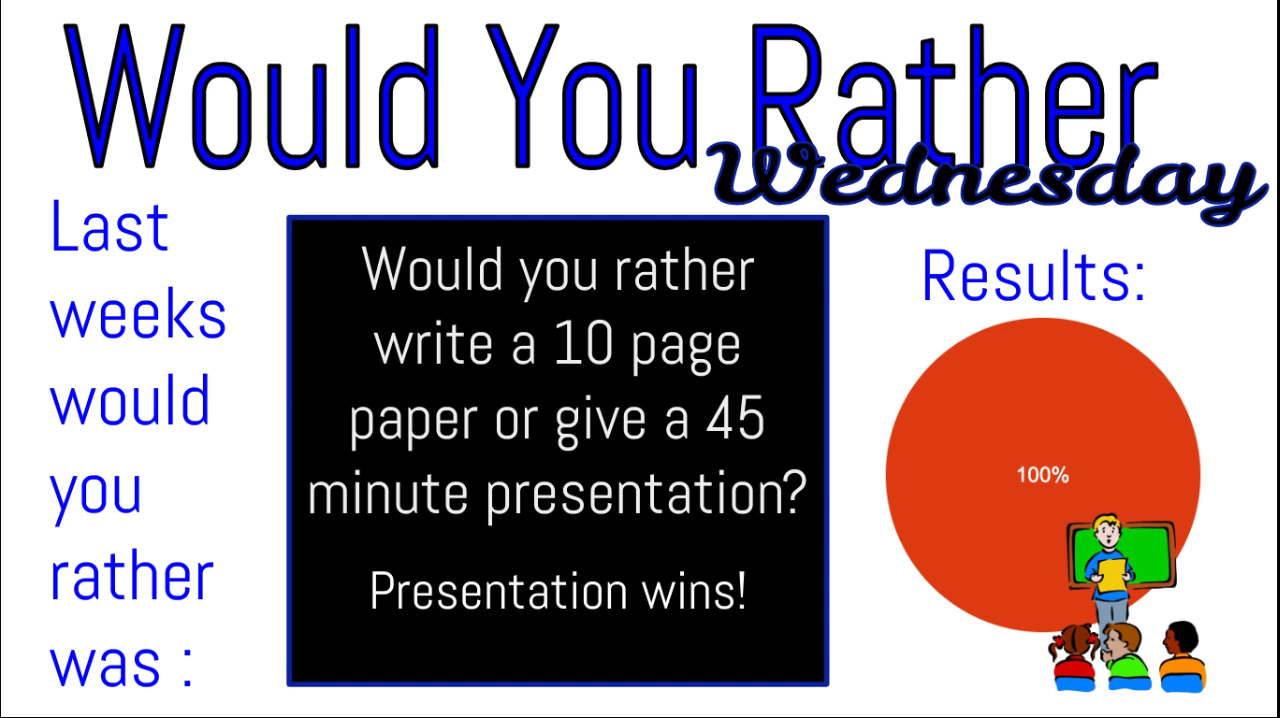 Would You Rather
Wednesday
Last
weeks
would
you
rather
was :
Would you rather
write a 10 page
paper or give a 45
minute presentation?
Presentation wins!
Results:
100%